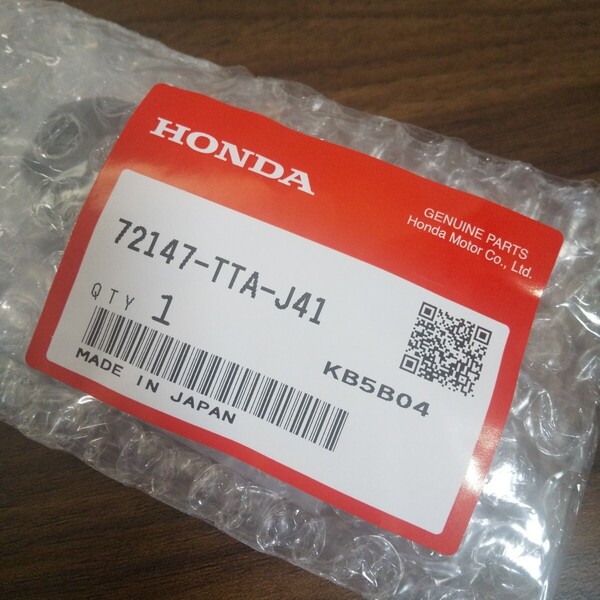 HONDA
GENUINE PARTS
Honda Motor Co., Ltd.
72147-TTA-J41
QTY 1
KB5B04
MADE IN JAPAN